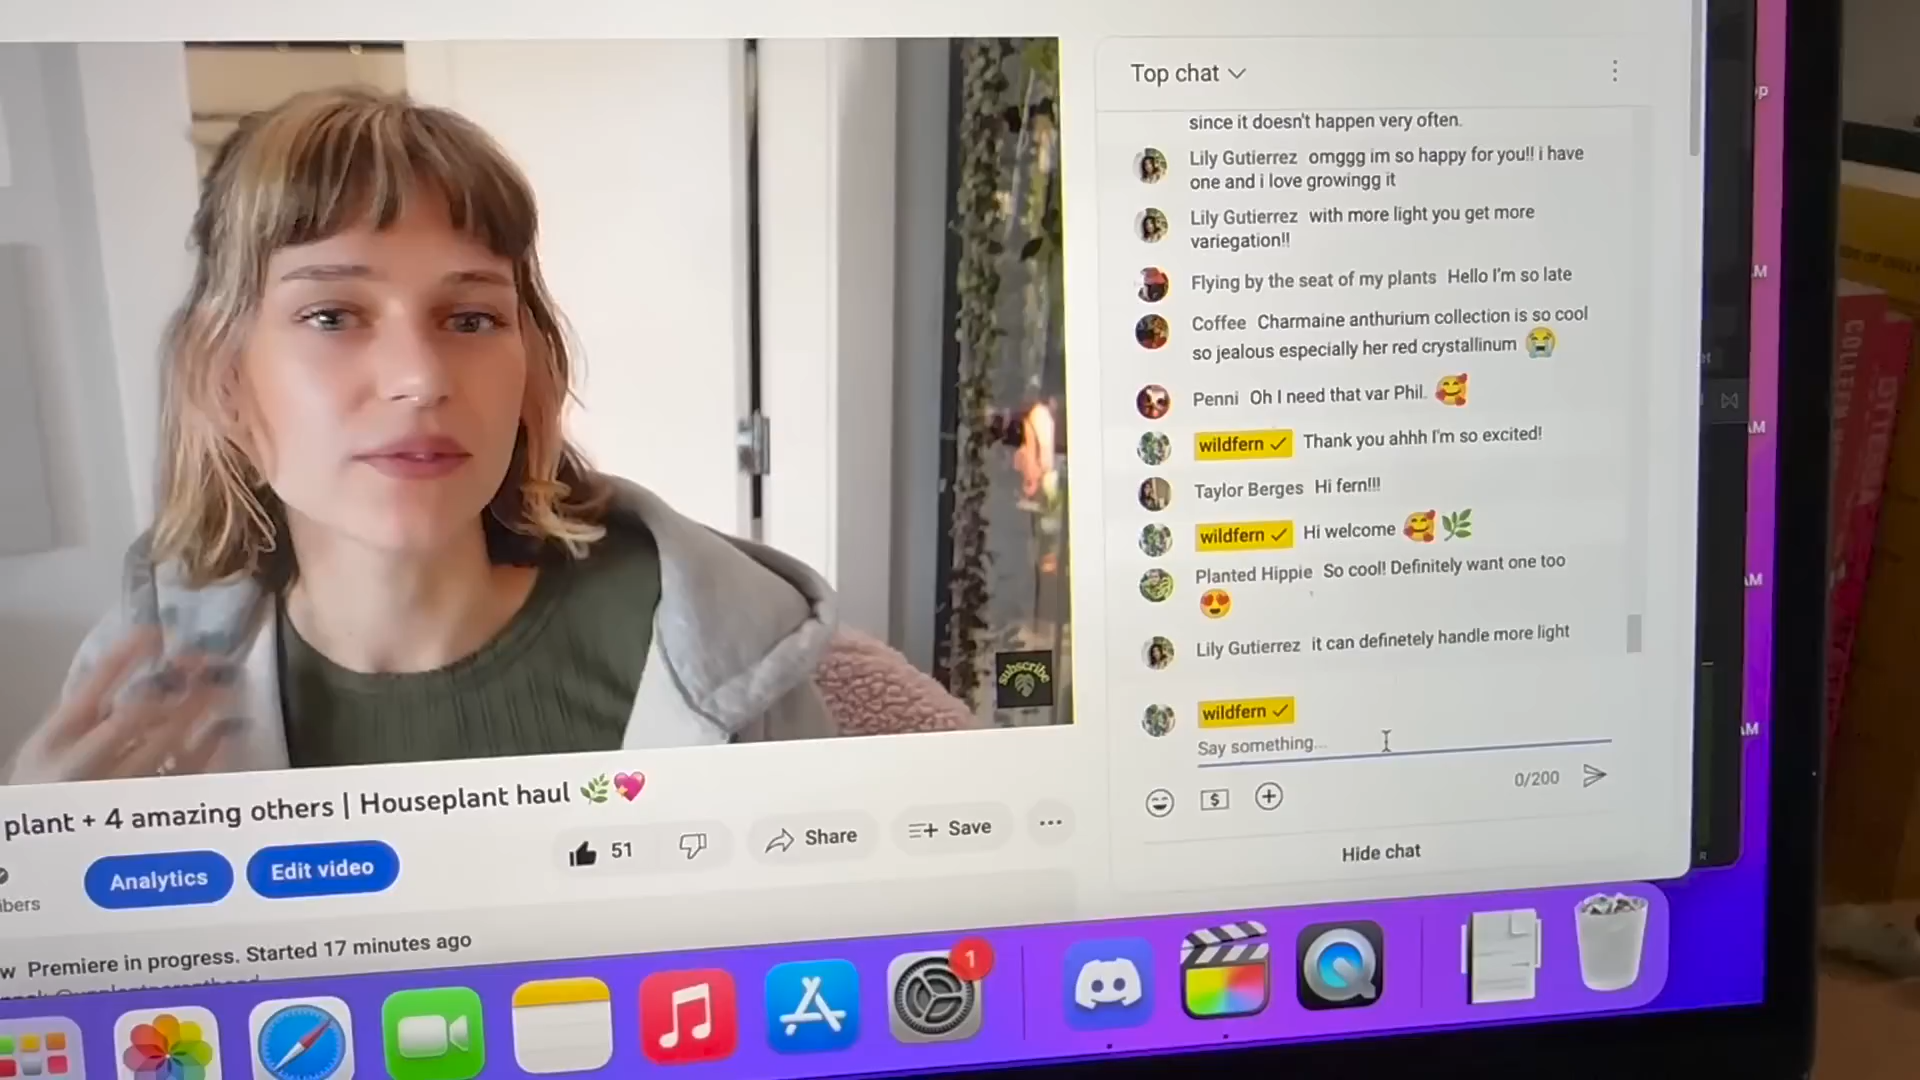 Top chat
since it doesn't happen very often.
Lily Gutierrez omggg im so happy for you!! i have
one and i love growingg it
Lily Gutierrez with more light you get more
variegation!!
Flying by the seat of my plants Hello I'm so late
Coffee Charmaine anthurium collection is so cool
so jealous especially her red crystallinum
Penni Oh I need that var Phil.
wildfern Thank you ahhh I'm so excited!
Taylor Berges Hi fern!!!
wildfern Hi welcome
Planted Hippie So cool! Definitely want one too
Lily Gutierrez it can definetely handle more light
wildfern
Say something...
0/200
Hide chat
subscribe
plant + 4 amazing others | Houseplant haul
51
Share
Save
Analytics
Edit video
ibers
w Premiere in progress. Started 17 minutes ago
1
AM